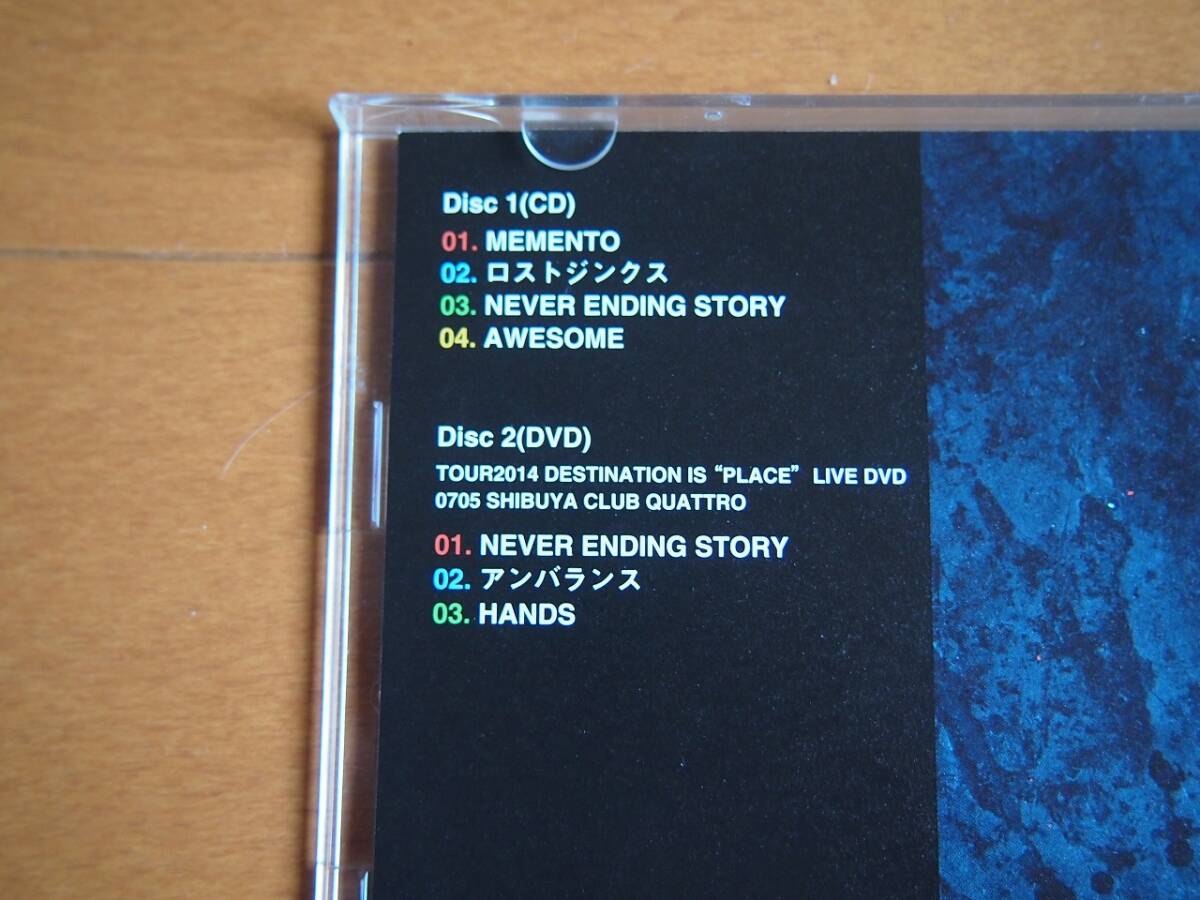 Disc 1(CD)
01. MEMENTO
02. ロストジンクス
03. NEVER ENDING STORY
04. AWESOME
Disc 2(DVD)
TOUR2014 DESTINATION IS “PLACE” LIVE DVD
0705 SHIBUYA CLUB QUATTRO
01. NEVER ENDING STORY
02. アンバランス
03. HANDS